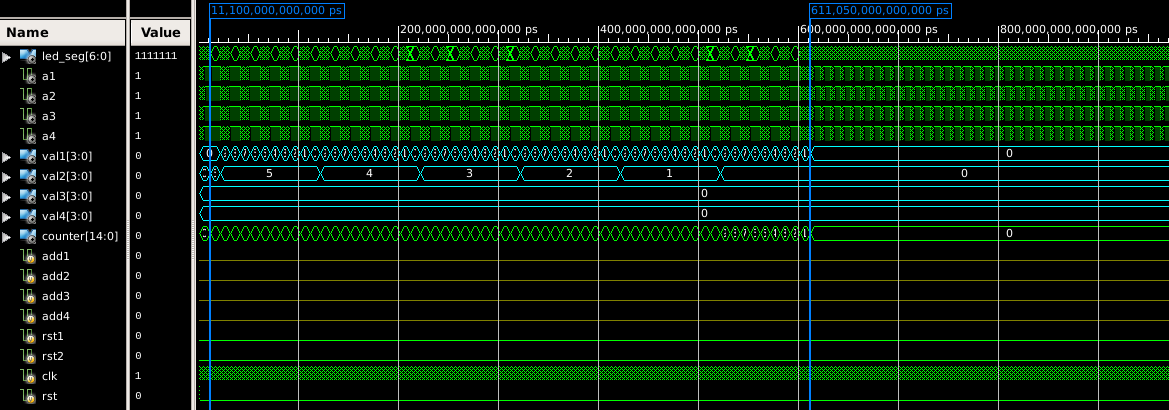 11,100,000,000,000 ps 611,050,000,000,000 ps
Name Value 200,000,000,000,000 ps 400,000,000,000,000 ps 600,000,000,000,000 ps 800,000,000,000,000 ps
led_seg[6:0] 1111111
a1 1
a2 1
a3 1
a4 1
val1[3:0] 0 0 0
val2[3:0] 0 5 4 3 2 1 0
val3[3:0] 0 0
val4[3:0] 0 0
counter[14:0] 0 0
add1 0
add2 0
add3 0
add4 0
rst1 0
rst2 0
clk 1
rst 0